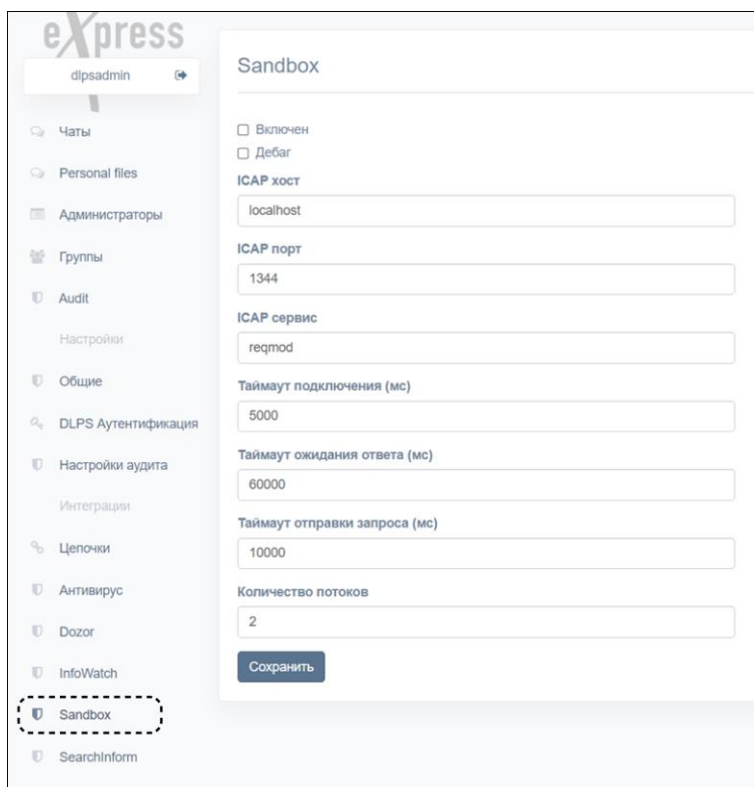 eXpress
dlpsadmin
Чаты
Personal files
Администраторы
Группы
Audit
Настройки
Общие
DLPS Аутентификация
Настройки аудита
Интеграции
Цепочки
Антивирус
Dozor
InfoWatch
Sandbox
SearchInform
Sandbox
Включен
Дебаг
ICAP хост
localhost
ICAP порт
1344
ICAP сервис
reqmod
Таймаут подключения (мс)
5000
Таймаут ожидания ответа (мс)
60000
Таймаут отправки запроса (мс)
10000
Количество потоков
2
Сохранить